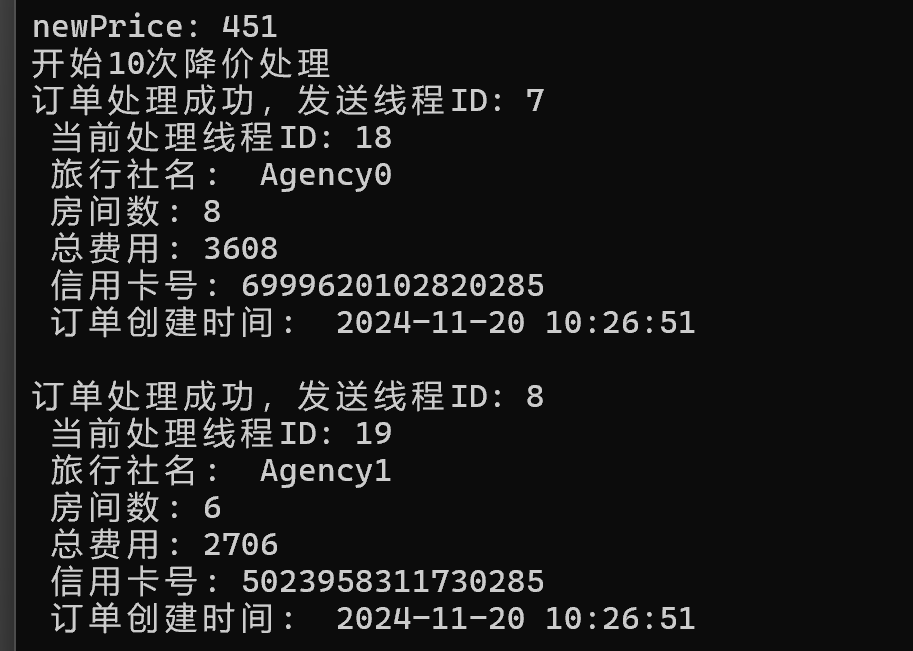 newPrice: 451
开始10次降价处理
订单处理成功，发送线程ID: 7
当前处理线程ID: 18
旅行社名： Agency0
房间数: 8
总费用: 3608
信用卡号: 6999620102820285
订单创建时间： 2024-11-20 10:26:51
订单处理成功，发送线程ID: 8
当前处理线程ID: 19
旅行社名： Agency1
房间数: 6
总费用: 2706
信用卡号: 5023958311730285
订单创建时间： 2024-11-20 10:26:51